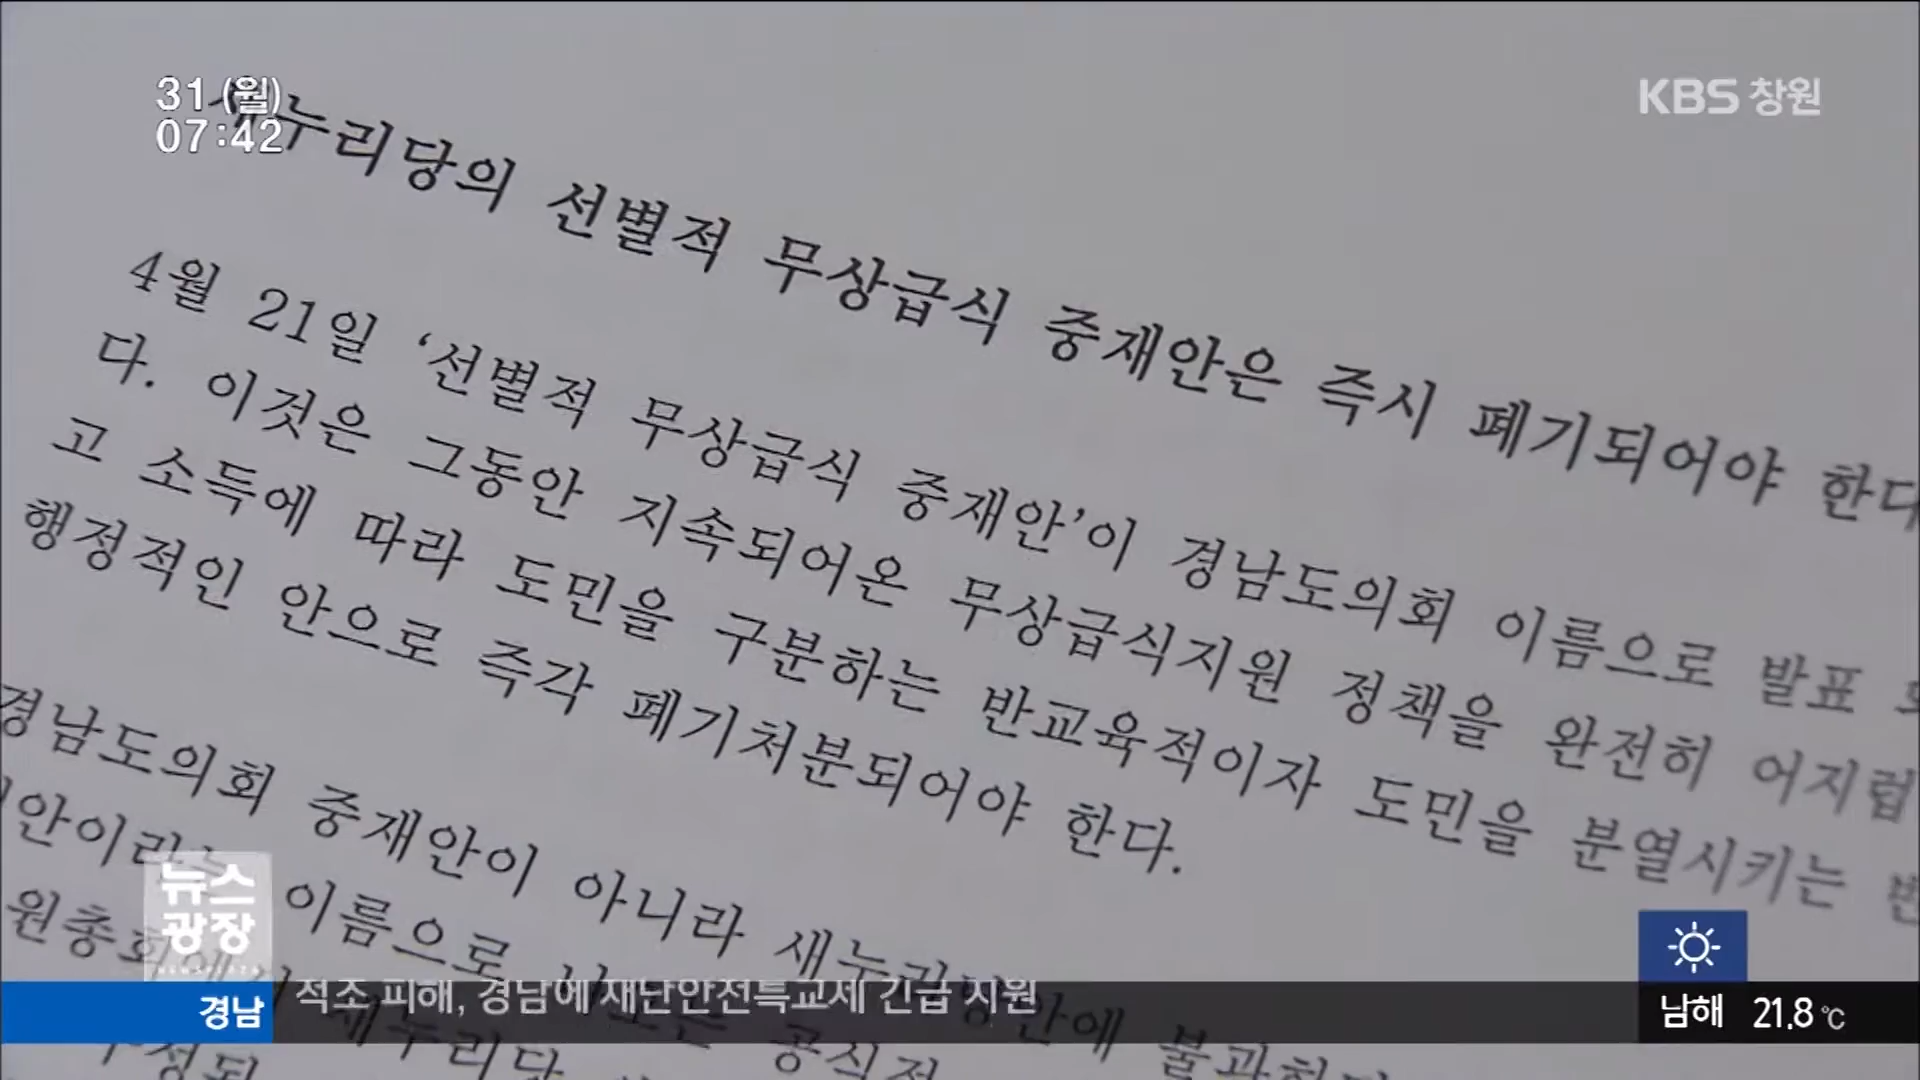 31 (월)
07:42
KBS 창원
새누리당의 선별적 무상급식 중재안은 즉시 폐기되어야 한다
4월 21일 ‘선별적 무상급식 중재안’이 경남도의회 이름으로 발표
다. 이것은 그동안 지속되어온 무상급식지원 정책을 완전히 어지럽
고 소득에 따라 도민을 구분하는 반교육적이자 도민을 분열시키는
행정적인 안으로 즉각 폐기처분되어야 한다.
경남도의회 중재안이 아니라 새누리당
이름으로
뉴스
광장
경남
적조 피해, 경남에 재난안전특교세 긴급 지원
새누리당
남해 21.8 ℃